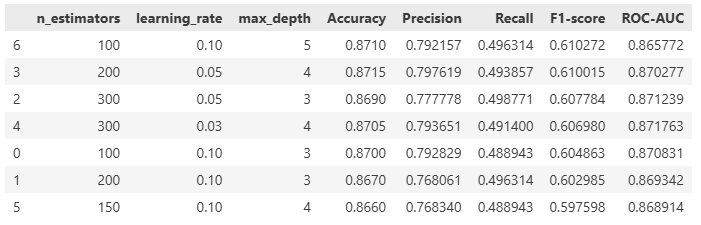 n_estimators learning_rate max_depth Accuracy Precision Recall F1-score ROC-AUC
6 100 0.10 5 0.8710 0.792157 0.496314 0.610272 0.865772
3 200 0.05 4 0.8715 0.797619 0.493857 0.610015 0.870277
2 300 0.05 3 0.8690 0.777778 0.498771 0.607784 0.871239
4 300 0.03 4 0.8705 0.793651 0.491400 0.606980 0.871763
0 100 0.10 3 0.8700 0.792829 0.488943 0.604863 0.870831
1 200 0.10 3 0.8670 0.768061 0.496314 0.602985 0.869342
5 150 0.10 4 0.8660 0.768340 0.488943 0.597598 0.868914